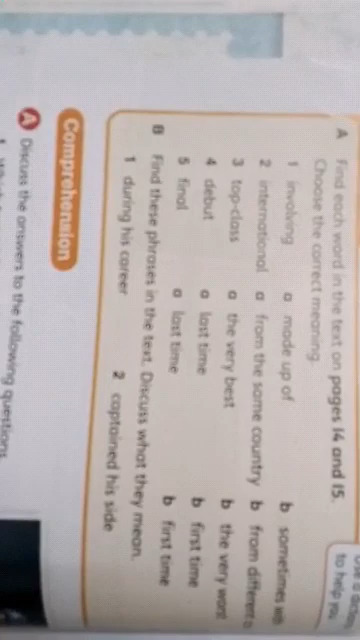 to help you
A Find each word in the text on pages 14 and 15.
Choose the correct meaning.
1 involving a made up of b sometimes
2 international a from the same country b from different
3 top-class a the very best b the very worst
4 debut a last time b first time
5 final a last time b first time
B Find these phrases in the text. Discuss what they mean.
1 during his career 2 captained his side
Comprehension
A Discuss the answers to the following questions.
1